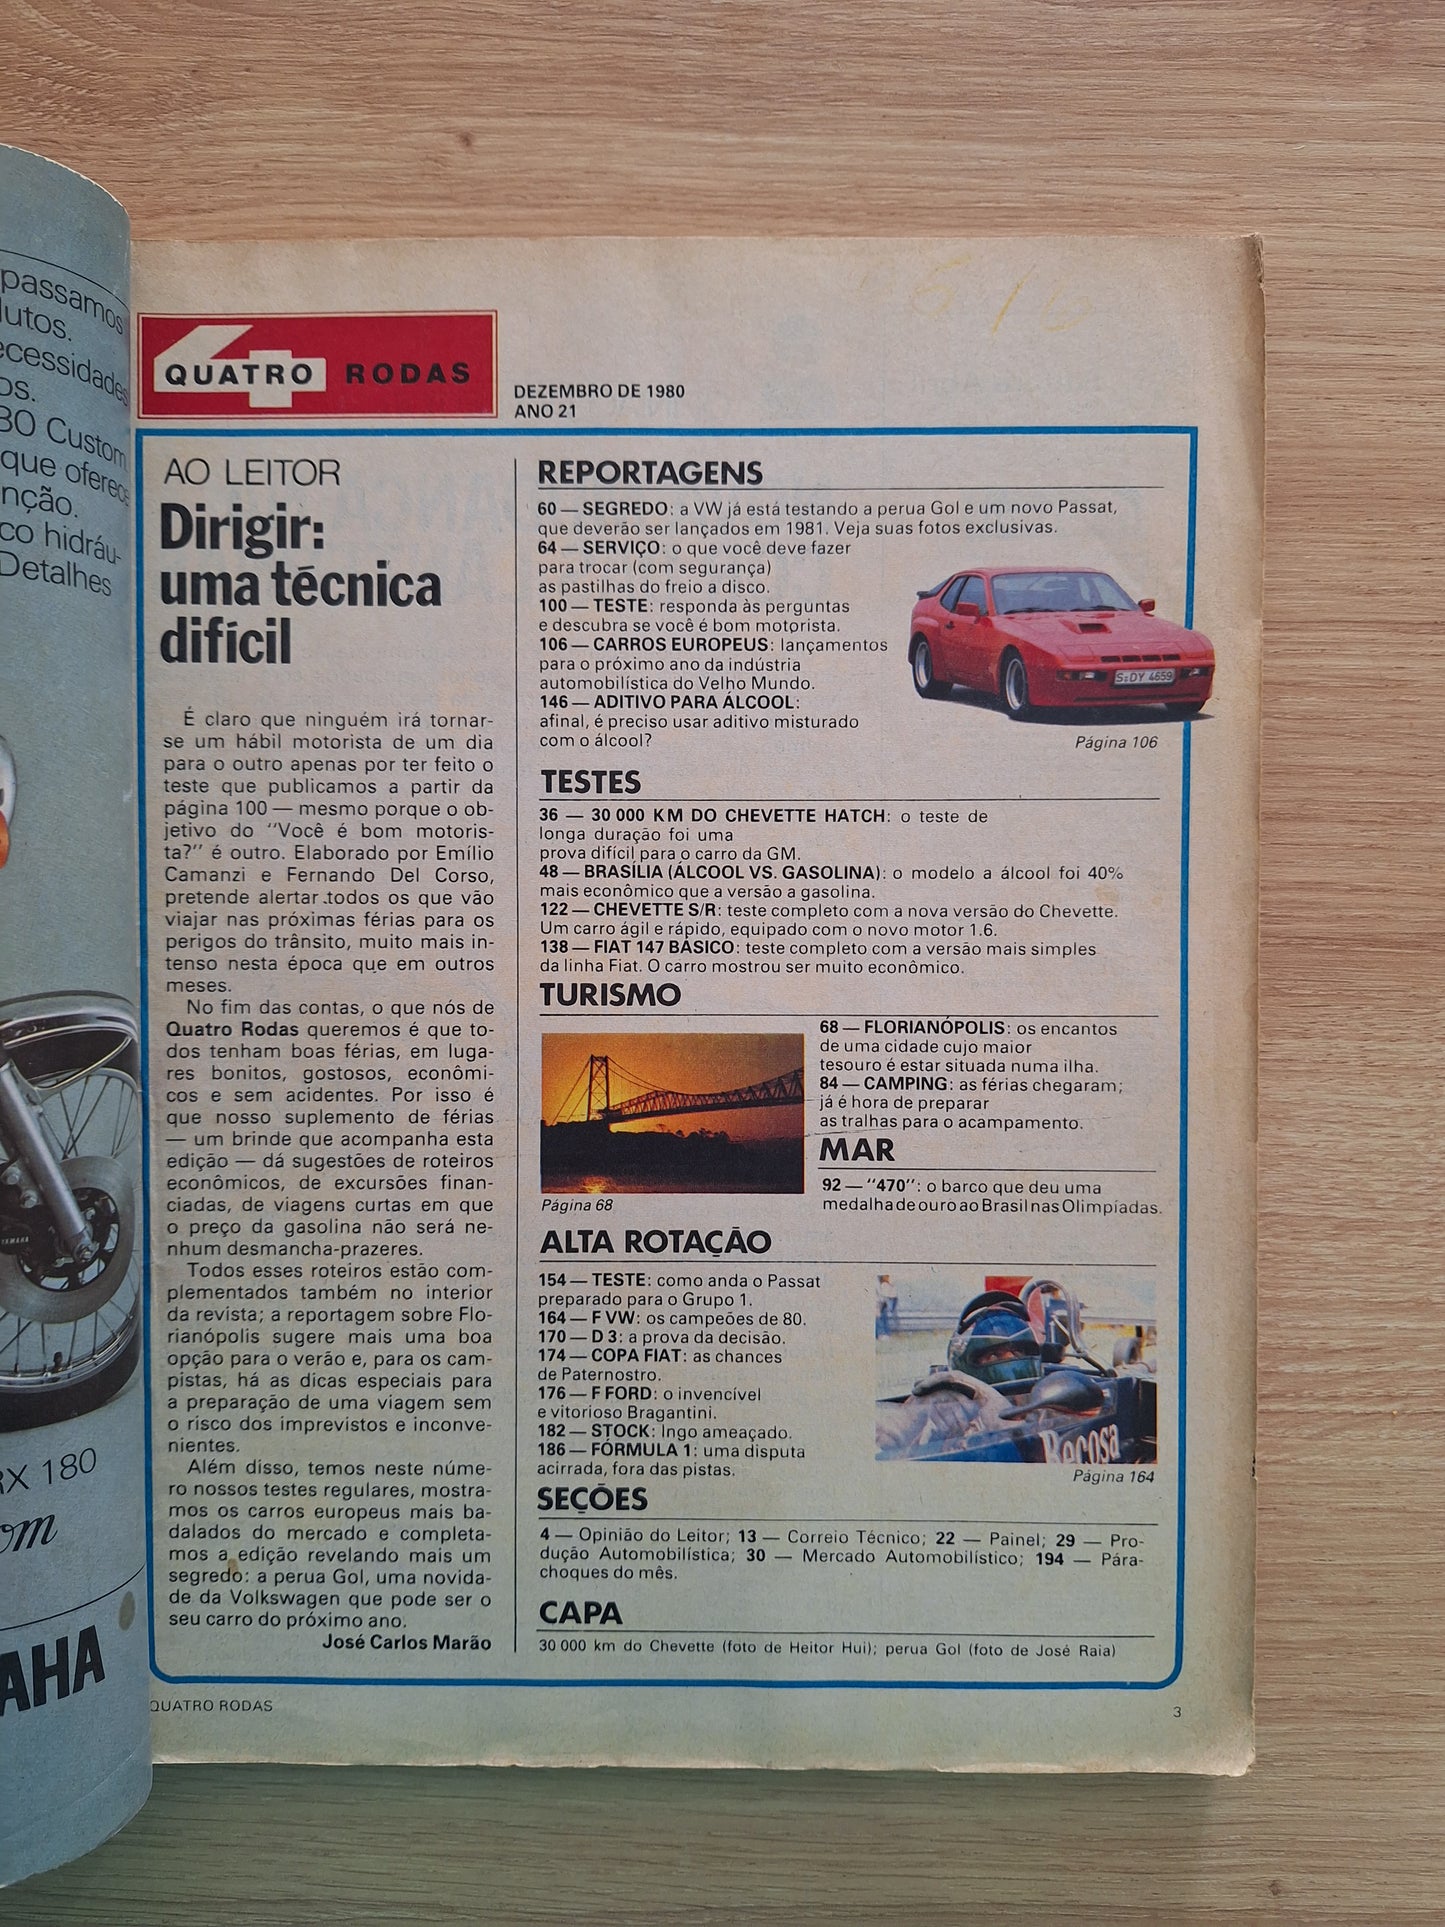 passamos
lutos.
ecessidades
os.
80 Custom,
que oferece
nção.
co hidráu-
Detalhes
YAMAHA
RX 180
om
AHA
QUATRO RODAS
DEZEMBRO DE 1980
ANO 21
AO LEITOR
Dirigir:
uma técnica
difícil
É claro que ninguém irá tornar-
se um hábil motorista de um dia
para o outro apenas por ter feito o
teste que publicamos a partir da
página 100 — mesmo porque o ob-
jetivo do "Você é bom motoris-
ta?" é outro. Elaborado por Emílio
Camanzi e Fernando Del Corso,
pretende alertar todos os que vão
viajar nas próximas férias para os
perigos do trânsito, muito mais in-
tenso nesta época que em outros
meses.
No fim das contas, o que nós de
Quatro Rodas queremos é que to-
dos tenham boas férias, em luga-
res bonitos, gostosos, econômi-
cos e sem acidentes. Por isso é
que nosso suplemento de férias
— um brinde que acompanha esta
edição — dá sugestões de roteiros
econômicos, de excursões finan-
ciadas, de viagens curtas em que
o preço da gasolina não será ne-
nhum desmancha-prazeres.
Todos esses roteiros estão com-
plementados também no interior
da revista; a reportagem sobre Flo-
rianópolis sugere mais uma boa
opção para o verão e, para os cam-
pistas, há as dicas especiais para
a preparação de uma viagem sem
o risco dos imprevistos e inconve-
nientes.
Além disso, temos neste núme-
ro nossos testes regulares, mostra-
mos os carros europeus mais ba-
dalados do mercado e completa-
mos a edição revelando mais um
segredo: a perua Gol, uma novida-
de da Volkswagen que pode ser o
seu carro do próximo ano.
José Carlos Marão
REPORTAGENS
60 — SEGREDO: a VW já está testando a perua Gol e um novo Passat,
que deverão ser lançados em 1981. Veja suas fotos exclusivas.
64 — SERVIÇO: o que você deve fazer
para trocar (com segurança)
as pastilhas do freio a disco.
100 — TESTE: responda às perguntas
e descubra se você é bom motorista.
106 — CARROS EUROPEUS: lançamentos
para o próximo ano da indústria
automobilística do Velho Mundo.
146 — ADITIVO PARA ÁLCOOL:
afinal, é preciso usar aditivo misturado
com o álcool?
S-DY 4659
Página 106
TESTES
36 — 30 000 KM DO CHEVETTE HATCH: o teste de
longa duração foi uma
prova difícil para o carro da GM.
48 — BRASÍLIA (ÁLCOOL VS. GASOLINA): o modelo a álcool foi 40%
mais econômico que a versão a gasolina.
122 — CHEVETTE S/R: teste completo com a nova versão do Chevette.
Um carro ágil e rápido, equipado com o novo motor 1.6.
138 — FIAT 147 BÁSICO: teste completo com a versão mais simples
da linha Fiat. O carro mostrou ser muito econômico.
TURISMO
68 — FLORIANÓPOLIS: os encantos
de uma cidade cujo maior
tesouro é estar situada numa ilha.
84 — CAMPING: as férias chegaram;
já é hora de preparar
as tralhas para o acampamento.
Página 68
MAR
92 — "470": o barco que deu uma
medalha de ouro ao Brasil nas Olimpíadas.
ALTA ROTAÇÃO
154 — TESTE: como anda o Passat
preparado para o Grupo 1.
164 — F VW: os campeões de 80.
170 — D 3: a prova da decisão.
174 — COPA FIAT: as chances
de Paternostro.
176 — F FORD: o invencível
e vitorioso Bragantini.
182 — STOCK: Ingo ameaçado.
186 — FÓRMULA 1: uma disputa
acirrada, fora das pistas.
Recosa
Página 164
SEÇÕES
4 — Opinião do Leitor; 13 — Correio Técnico; 22 — Painel; 29 — Pro-
dução Automobilística; 30 — Mercado Automobilístico; 194 — Pára-
choques do mês.
CAPA
30 000 km do Chevette (foto de Heitor Hui); perua Gol (foto de José Raia)
QUATRO RODAS
3